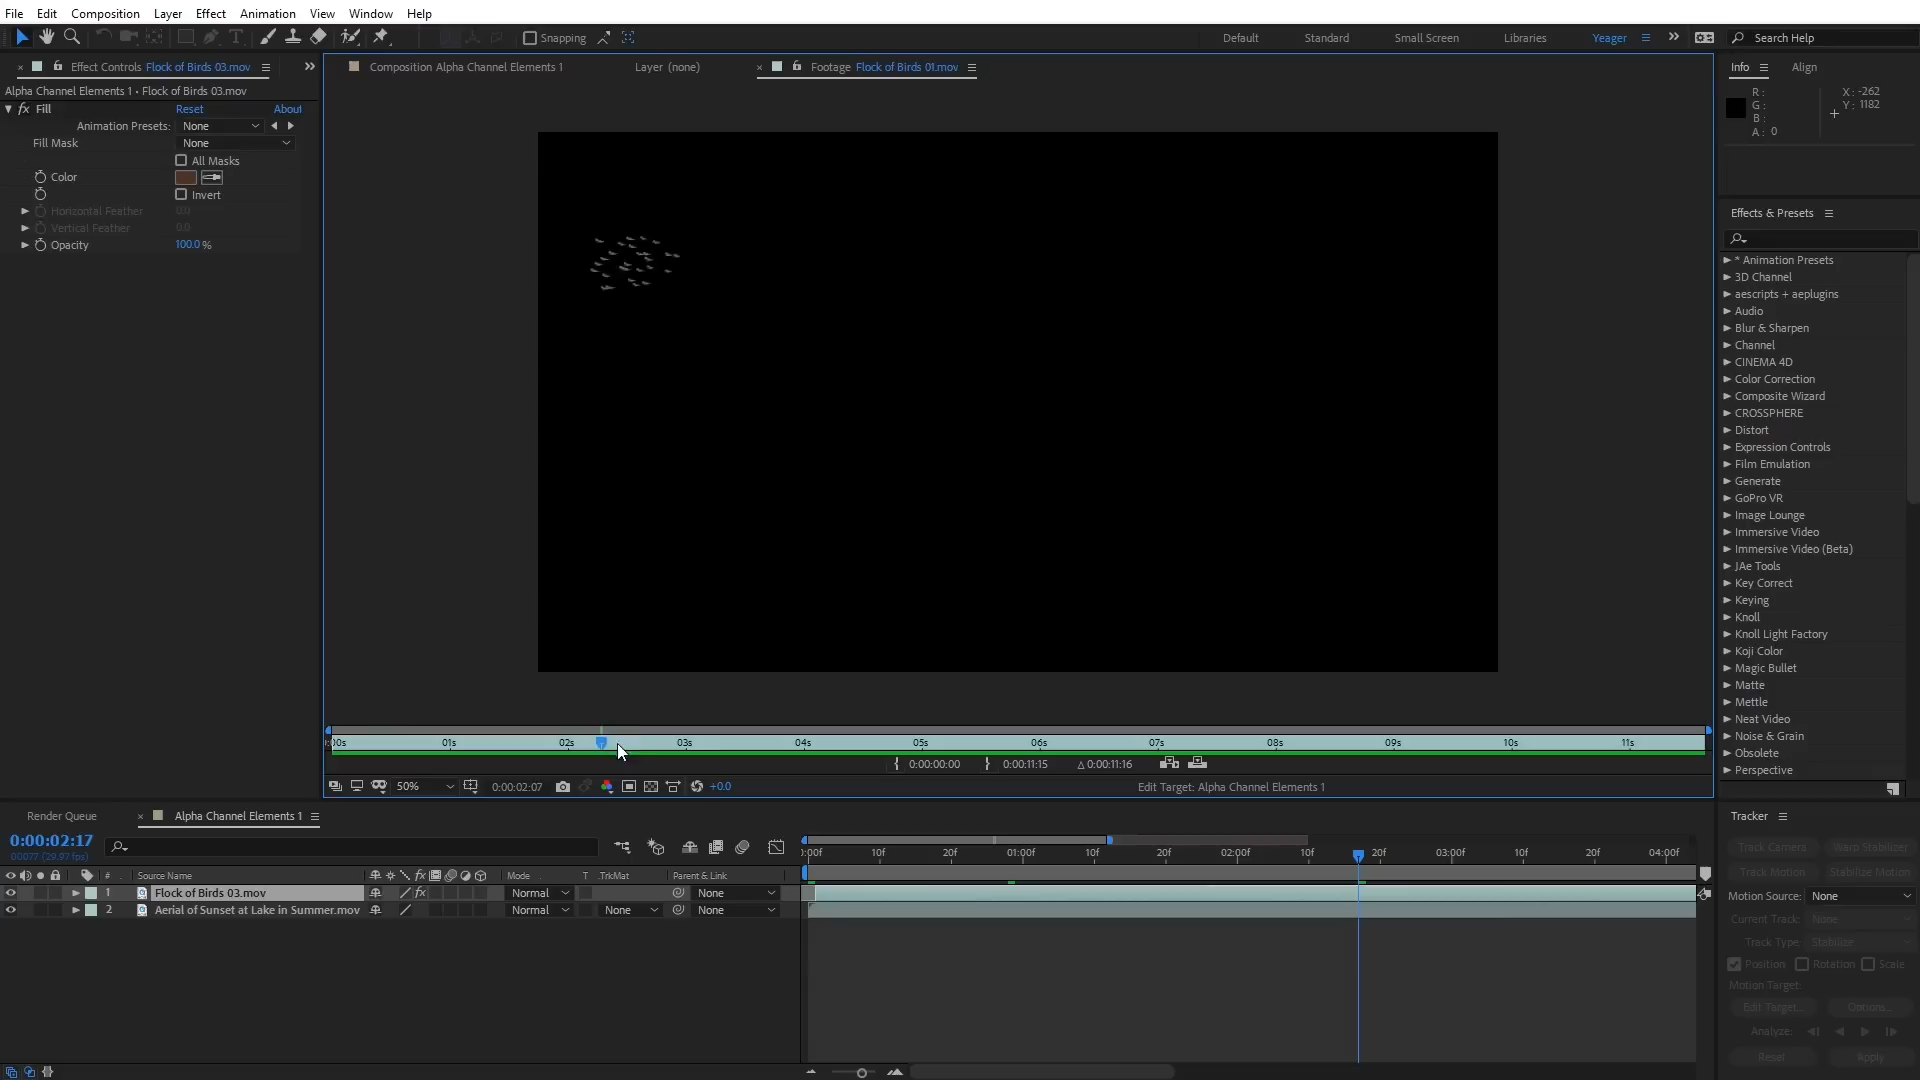 File Edit Composition Layer Effect Animation View Window Help
Snapping
Default Standard Small Screen Libraries Yeager Search Help
Effect Controls Flock of Birds 03.mov
Composition Alpha Channel Elements 1
Layer (none)
Footage Flock of Birds 01.mov
Info Align
Alpha Channel Elements 1 • Flock of Birds 03.mov
fx Fill Reset About
Animation Presets: None
Fill Mask None
All Masks
Color
Invert
Horizontal Feather 0.0
Vertical Feather 0.0
Opacity 100.0 %
R :
G :
B :
A : 0
X : -262
Y : 1182
Effects & Presets
* Animation Presets
3D Channel
aescripts + aeplugins
Audio
Blur & Sharpen
Channel
CINEMA 4D
Color Correction
Composite Wizard
CROSSPHERE
Distort
Expression Controls
Film Emulation
Generate
GoPro VR
Image Lounge
Immersive Video
Immersive Video (Beta)
JAe Tools
Key Correct
Keying
Knoll
Knoll Light Factory
Koji Color
Magic Bullet
Matte
Mettle
Neat Video
Noise & Grain
Obsolete
Perspective
00s 01s 02s 03s 04s 05s 06s 07s 08s 09s 10s 11s
0:00:00:00 0:00:11:15 Δ 0:00:11:16
50% 0:00:02:07 +0.0 Edit Target: Alpha Channel Elements 1
Render Queue Alpha Channel Elements 1
0:00:02:17
00077 (29.97 fps)
:00f 10f 20f 01:00f 10f 20f 02:00f 10f 20f 03:00f 10f 20f 04:00f
# Source Name fx Mode T .TrkMat Parent & Link
1 Flock of Birds 03.mov fx Normal None
2 Aerial of Sunset at Lake in Summer.mov Normal None None
Tracker
Track Camera Warp Stabilizer
Track Motion Stabilize Motion
Motion Source: None
Current Track: None
Track Type: Stabilize
Position Rotation Scale
Motion Target:
Edit Target... Options...
Analyze:
Reset Apply